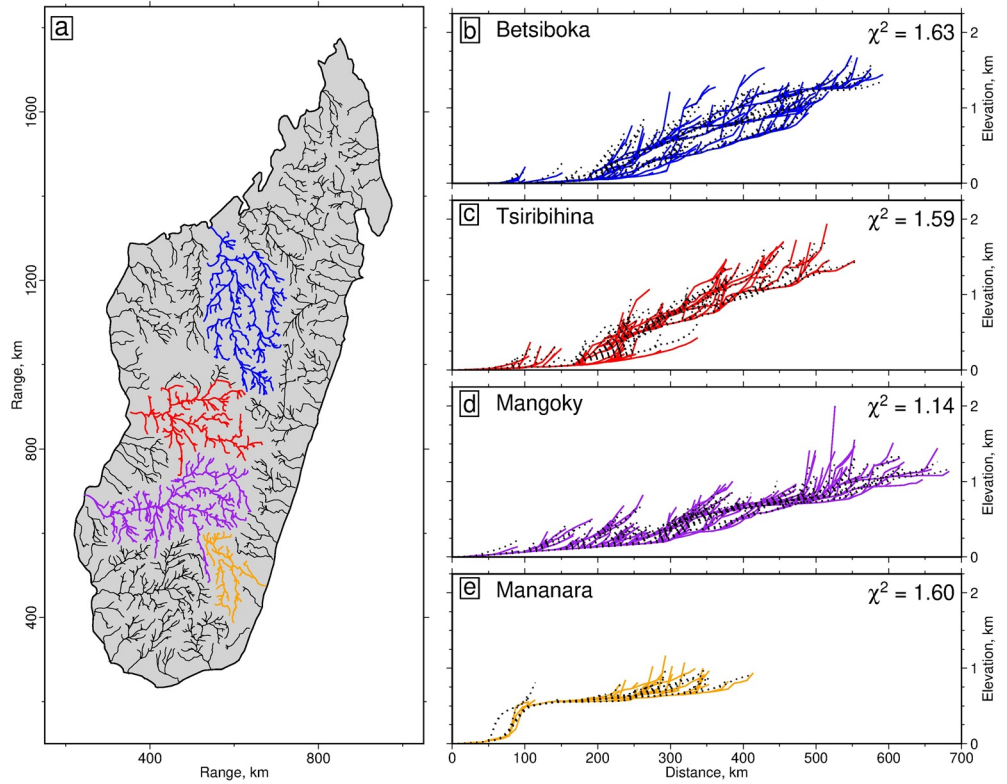 a
1600
1200
800
400
Range, km
400
800
Range, km
b Betsiboka χ² = 1.63
2
1
0
Elevation, km
c Tsiribihina χ² = 1.59
2
1
0
Elevation, km
d Mangoky χ² = 1.14
2
1
0
Elevation, km
e Mananara χ² = 1.60
2
1
0
Elevation, km
0 100 200 300 400 500 600 700
Distance, km